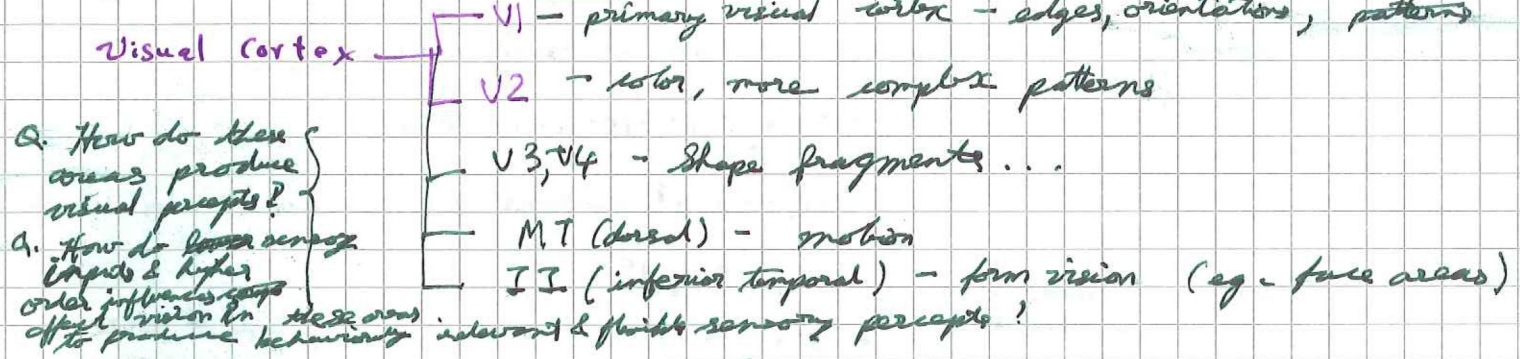 V1 - primary visual cortex - edges, orientations, patterns
Visual Cortex
V2 - color, more complex patterns
V3, V4 - Shape fragments...
MT (dorsal) - motion
II (inferior temporal) - form vision (eg - face areas)
Q. How do these
areas produce
visual percepts?
Q. How do sensory
inputs & higher
order influences
affect vision in these areas
to produce behaviorally relevant & flexible sensory percepts?